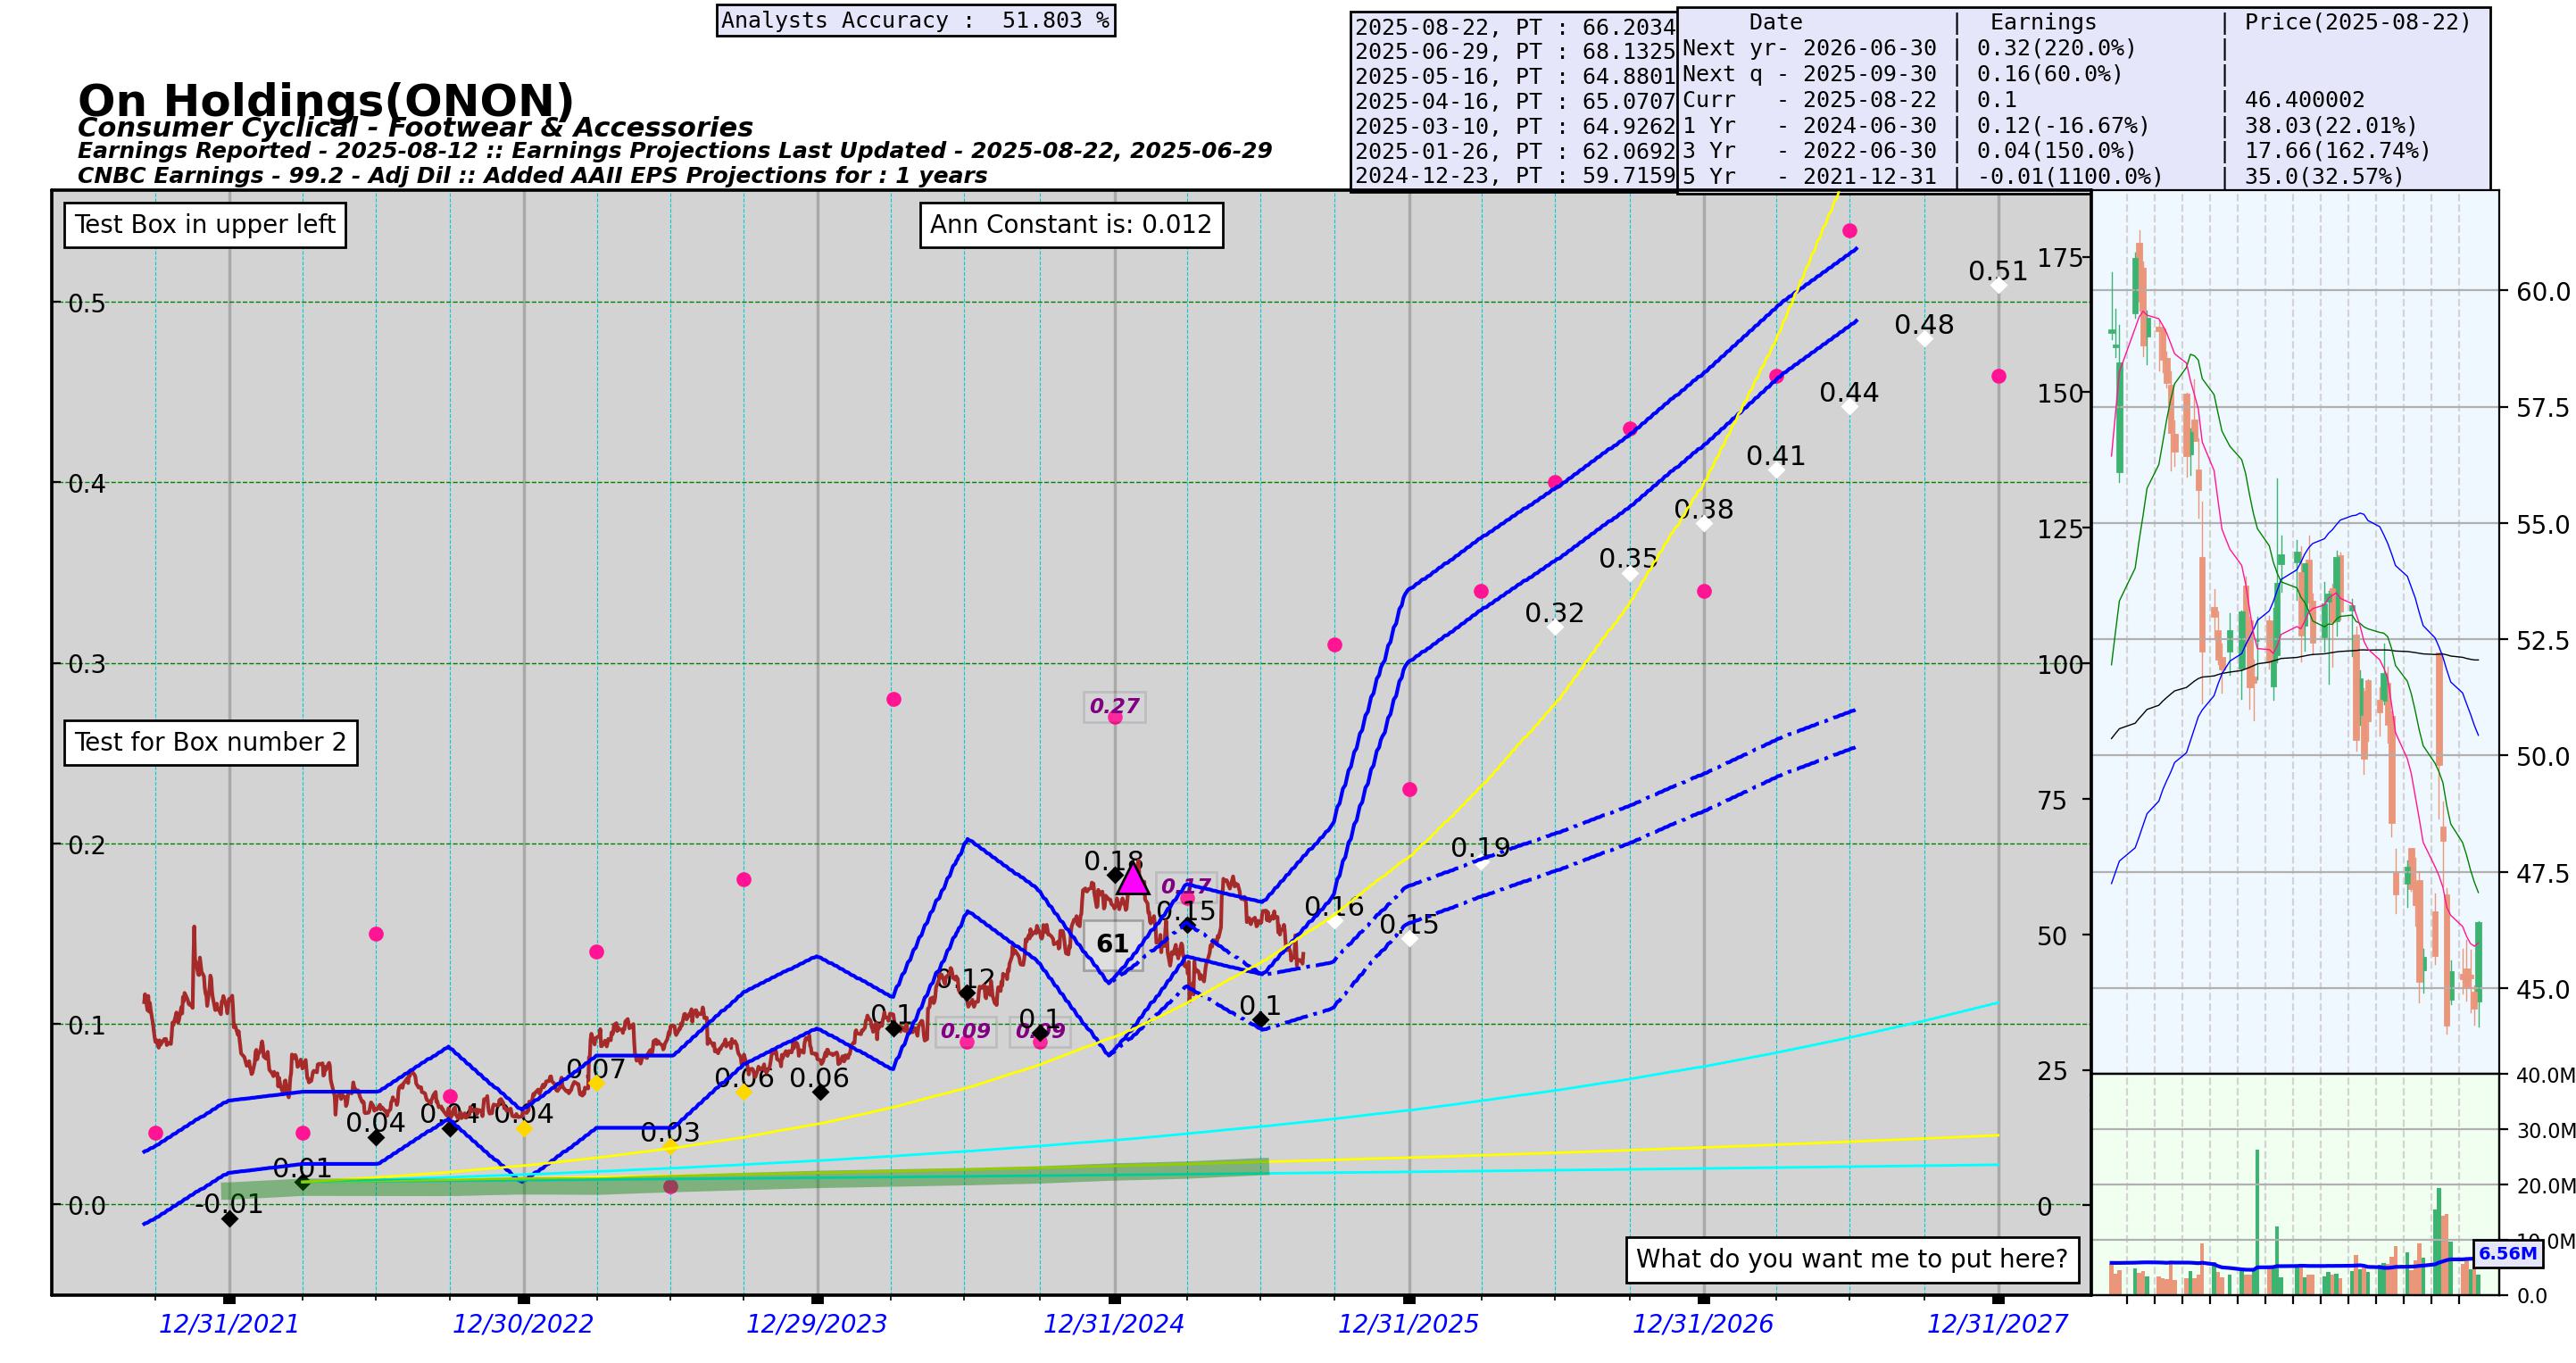 Analysts Accuracy :  51.803 %
2025-08-22, PT : 66.2034
2025-06-29, PT : 68.1325
2025-05-16, PT : 64.8801
2025-04-16, PT : 65.0707
2025-03-10, PT : 64.9262
2025-01-26, PT : 62.0692
2024-12-23, PT : 59.7159
Date | Earnings | Price(2025-08-22)
Next yr- 2026-06-30 | 0.32(220.0%) |
Next q - 2025-09-30 | 0.16(60.0%) |
Curr - 2025-08-22 | 0.1 | 46.400002
1 Yr - 2024-06-30 | 0.12(-16.67%) | 38.03(22.01%)
3 Yr - 2022-06-30 | 0.04(150.0%) | 17.66(162.74%)
5 Yr - 2021-12-31 | -0.01(1100.0%) | 35.0(32.57%)
On Holdings(ONON)
Consumer Cyclical - Footwear & Accessories
Earnings Reported - 2025-08-12 :: Earnings Projections Last Updated - 2025-08-22, 2025-06-29
CNBC Earnings - 99.2 - Adj Dil :: Added AAII EPS Projections for : 1 years
Test Box in upper left
Ann Constant is: 0.012
Test for Box number 2
What do you want me to put here?
0.5
0.4
0.3
0.2
0.1
0.0
-0.01
0.01
0.04
0.04
0.04
0.07
0.03
0.06
0.06
0.1
0.12
0.09
0.1
0.09
0.27
0.18
61
0.17
0.15
0.1
0.16
0.15
0.19
0.32
0.35
0.38
0.41
0.44
0.48
0.51
175
150
125
100
75
50
25
0
60.0
57.5
55.0
52.5
50.0
47.5
45.0
40.0M
30.0M
20.0M
10.0M
6.56M
0.0
12/31/2021
12/30/2022
12/29/2023
12/31/2024
12/31/2025
12/31/2026
12/31/2027